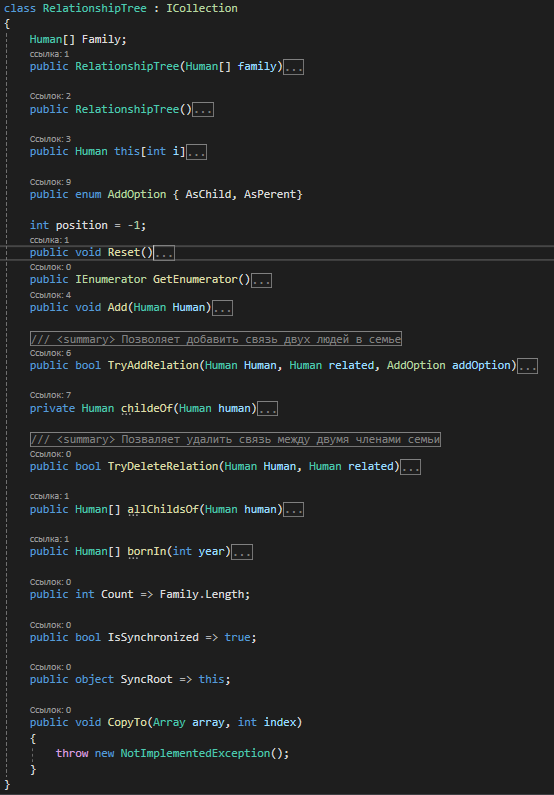 class RelationshipTree : ICollection
{
Human[] Family;
ссылка: 1
public RelationshipTree(Human[] family)...
Ссылок: 2
public RelationshipTree()...
Ссылок: 3
public Human this[int i]...
Ссылок: 9
public enum AddOption { AsChild, AsPerent}
int position = -1;
ссылка: 1
public void Reset()...
Ссылок: 0
public IEnumerator GetEnumerator()...
Ссылок: 4
public void Add(Human Human)...
/// <summary> Позволяет добавить связь двух людей в семье
Ссылок: 6
public bool TryAddRelation(Human Human, Human related, AddOption addOption)...
Ссылок: 7
private Human childeOf(Human human)...
/// <summary> Позваляет удалить связь между двумя членами семьи
Ссылок: 0
public bool TryDeleteRelation(Human Human, Human related)...
ссылка: 1
public Human[] allChildsOf(Human human)...
ссылка: 1
public Human[] bornIn(int year)...
Ссылок: 0
public int Count => Family.Length;
Ссылок: 0
public bool IsSynchronized => true;
Ссылок: 0
public object SyncRoot => this;
Ссылок: 0
public void CopyTo(Array array, int index)
{
throw new NotImplementedException();
}
}